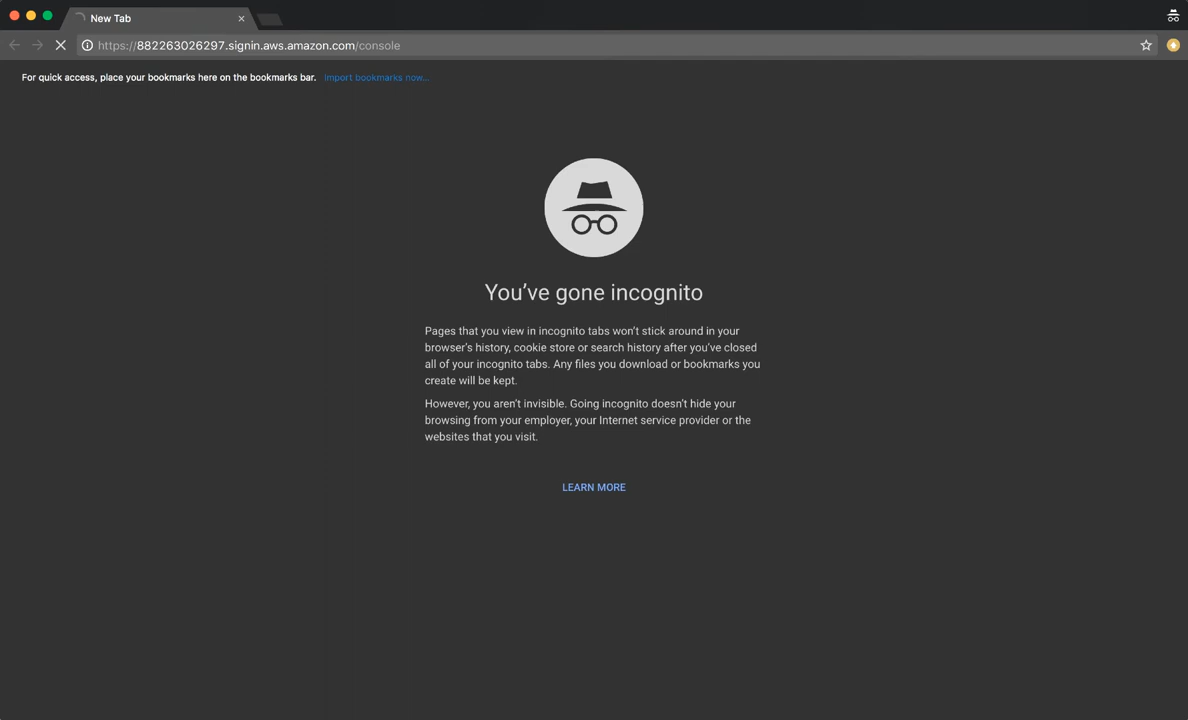 New Tab
https://882263026297.signin.aws.amazon.com/console
For quick access, place your bookmarks here on the bookmarks bar. Import bookmarks now...
You’ve gone incognito
Pages that you view in incognito tabs won’t stick around in your
browser’s history, cookie store or search history after you’ve closed
all of your incognito tabs. Any files you download or bookmarks you
create will be kept.
However, you aren’t invisible. Going incognito doesn’t hide your
browsing from your employer, your Internet service provider or the
websites that you visit.
LEARN MORE